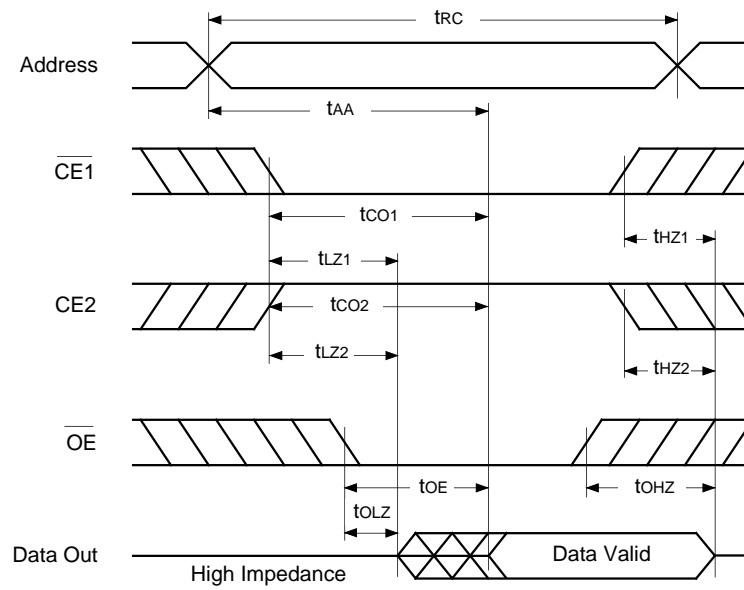 tRC
Address
tAA
CE1
tCO1
tHZ1
tLZ1
CE2
tCO2
tLZ2
tHZ2
OE
tOE
tOHZ
tOLZ
Data Out
Data Valid
High Impedance